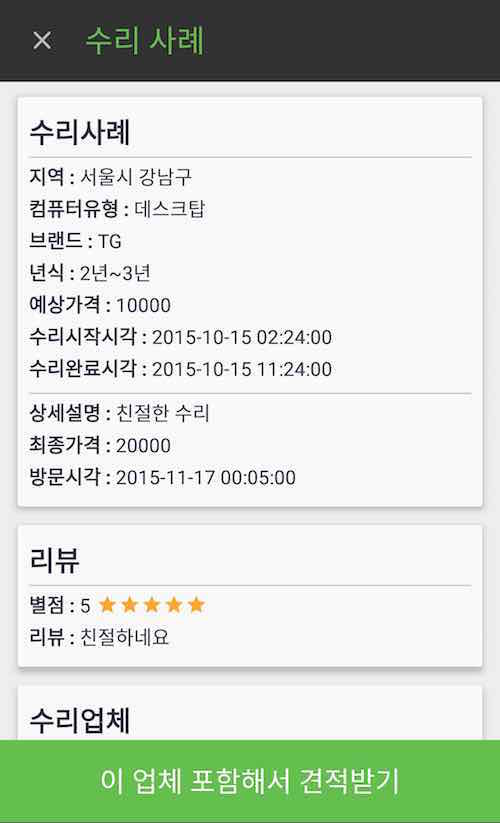 수리 사례
수리사례
지역 : 서울시 강남구
컴퓨터유형 : 데스크탑
브랜드 : TG
년식 : 2년~3년
예상가격 : 10000
수리시작시각 : 2015-10-15 02:24:00
수리완료시각 : 2015-10-15 11:24:00
상세설명 : 친절한 수리
최종가격 : 20000
방문시각 : 2015-11-17 00:05:00
리뷰
별점 : 5 ★★★★★
리뷰 : 친절하네요
수리업체
이 업체 포함해서 견적받기